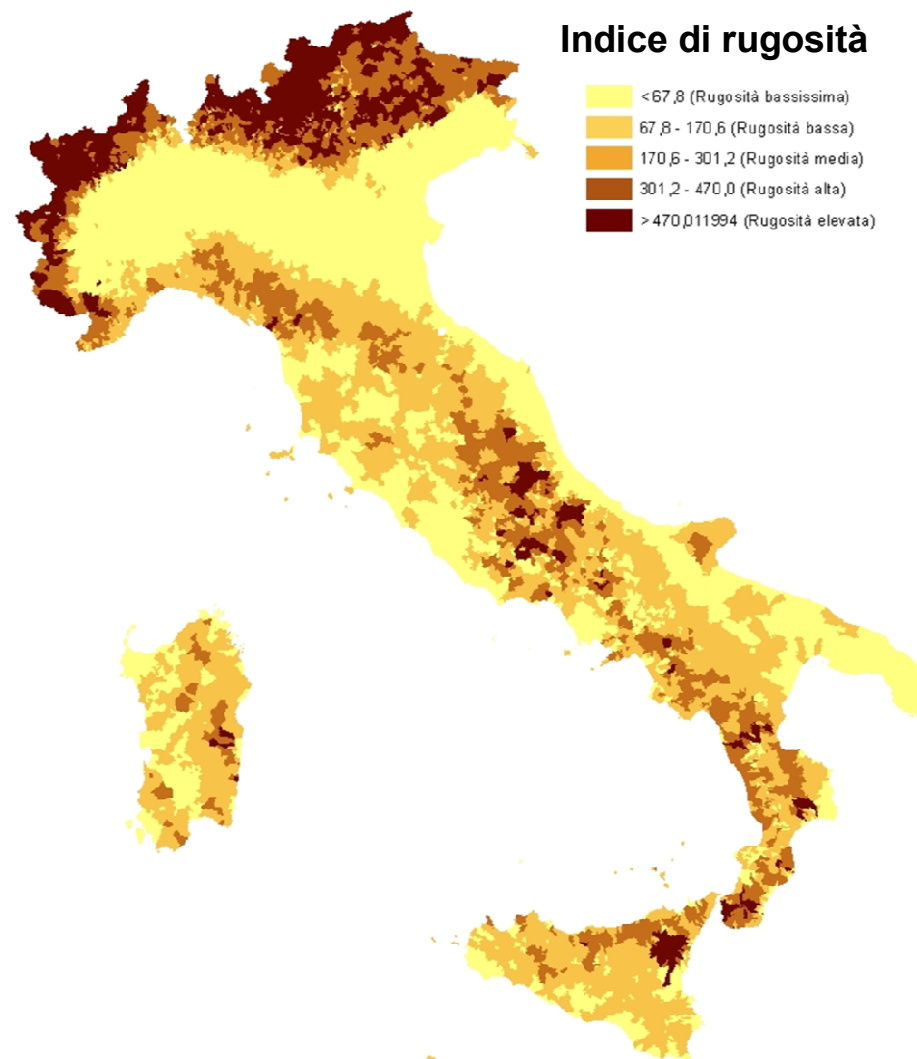 Indice di rugosità
<67,8 (Rugosità bassissima)
67,8 - 170,6 (Rugosità bassa)
170,6 - 301,2 (Rugosità media)
301,2 - 470,0 (Rugosità alta)
>470,011994 (Rugosità elevata)